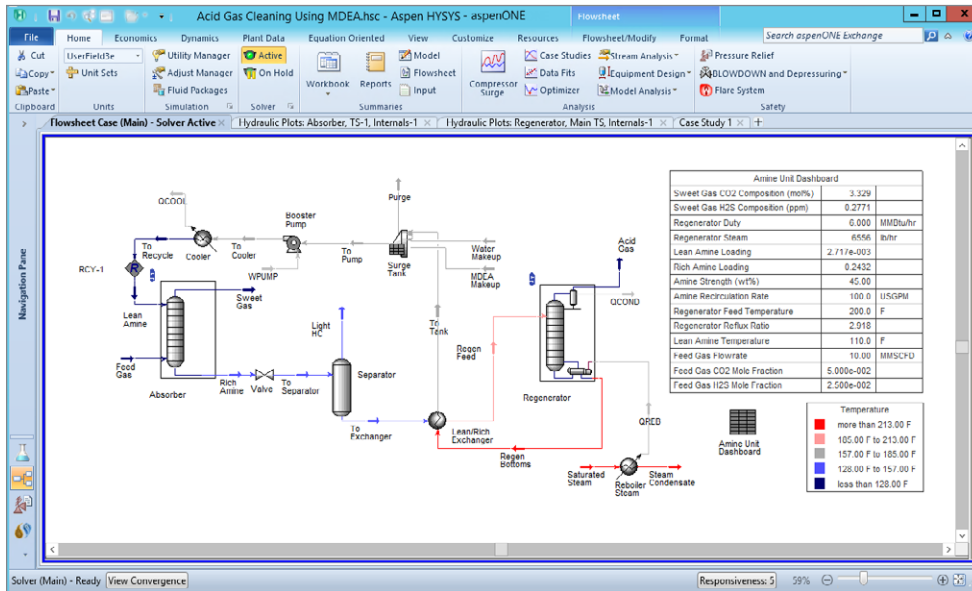 Acid Gas Cleaning Using MDEA.hsc - Aspen HYSYS - aspenONE
Flowsheet
File Home Economics Dynamics Plant Data Equation Oriented View Customize Resources Flowsheet/Modify Format Search aspenONE Exchange
Cut
Copy
Paste
Clipboard
UserField3e
Unit Sets
Units
Utility Manager
Adjust Manager
Fluid Packages
Simulation
Active
On Hold
Solver
Workbook
Reports
Model
Flowsheet
Input
Summaries
Compressor
Surge
Case Studies
Data Fits
Optimizer
Stream Analysis
Equipment Design
Model Analysis
Analysis
Pressure Relief
BLOWDOWN and Depressuring
Flare System
Safety
Flowsheet Case (Main) - Solver Active
Hydraulic Plots: Absorber, TS-1, Internals-1
Hydraulic Plots: Regenerator, Main TS, Internals-1
Case Study 1
Navigation Pane
QCOOL
To
Recycle
Cooler
To
Cooler
Booster
Pump
WPUMP
To
Pump
Purge
Surge
Tank
Water
Makeup
MDEA
Makeup
RCY-1
R
Lean
Amine
Sweet
Gas
Feed
Gas
Absorber
Rich
Amine
Valve
To
Separator
Light
HC
Separator
To
Exchanger
To
Tank
Regen
Feed
Lean/Rich
Exchanger
Regen
Bottoms
Acid
Gas
QCOND
Regenerator
QREB
Saturated
Steam
Reboiler
Steam
Steam
Condensate
Amine Unit Dashboard
Sweet Gas CO2 Composition (mol%) 3.329
Sweet Gas H2S Composition (ppm) 0.2771
Regenerator Duty 6.000 MMBtu/hr
Regenerator Steam 6556 lb/hr
Lean Amine Loading 2.717e-003
Rich Amine Loading 0.2432
Amine Strength (wt%) 45.00
Amine Recirculation Rate 100.0 USGPM
Regenerator Feed Temperature 200.0 F
Regenerator Reflux Ratio 2.918
Lean Amine Temperature 110.0 F
Feed Gas Flowrate 10.00 MMSCFD
Feed Gas CO2 Mole Fraction 5.000e-002
Feed Gas H2S Mole Fraction 2.500e-002
Amine Unit
Dashboard
Temperature
more than 213.00 F
185.00 F to 213.00 F
157.00 F to 185.00 F
128.00 F to 157.00 F
less than 128.00 F
Solver (Main) - Ready
View Convergence
Responsiveness: 5
59%